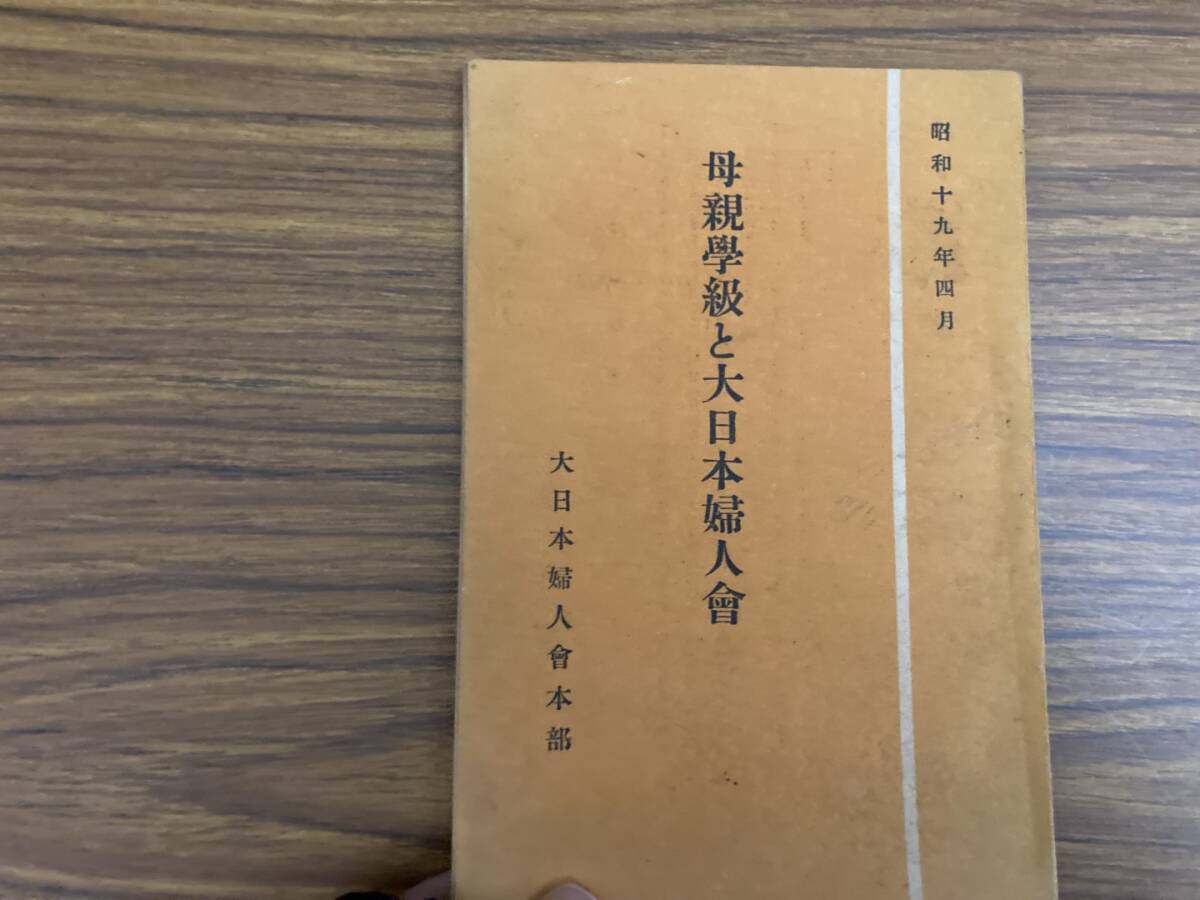 昭和十九年四月
母親學級と大日本婦人會
大日本婦人會本部